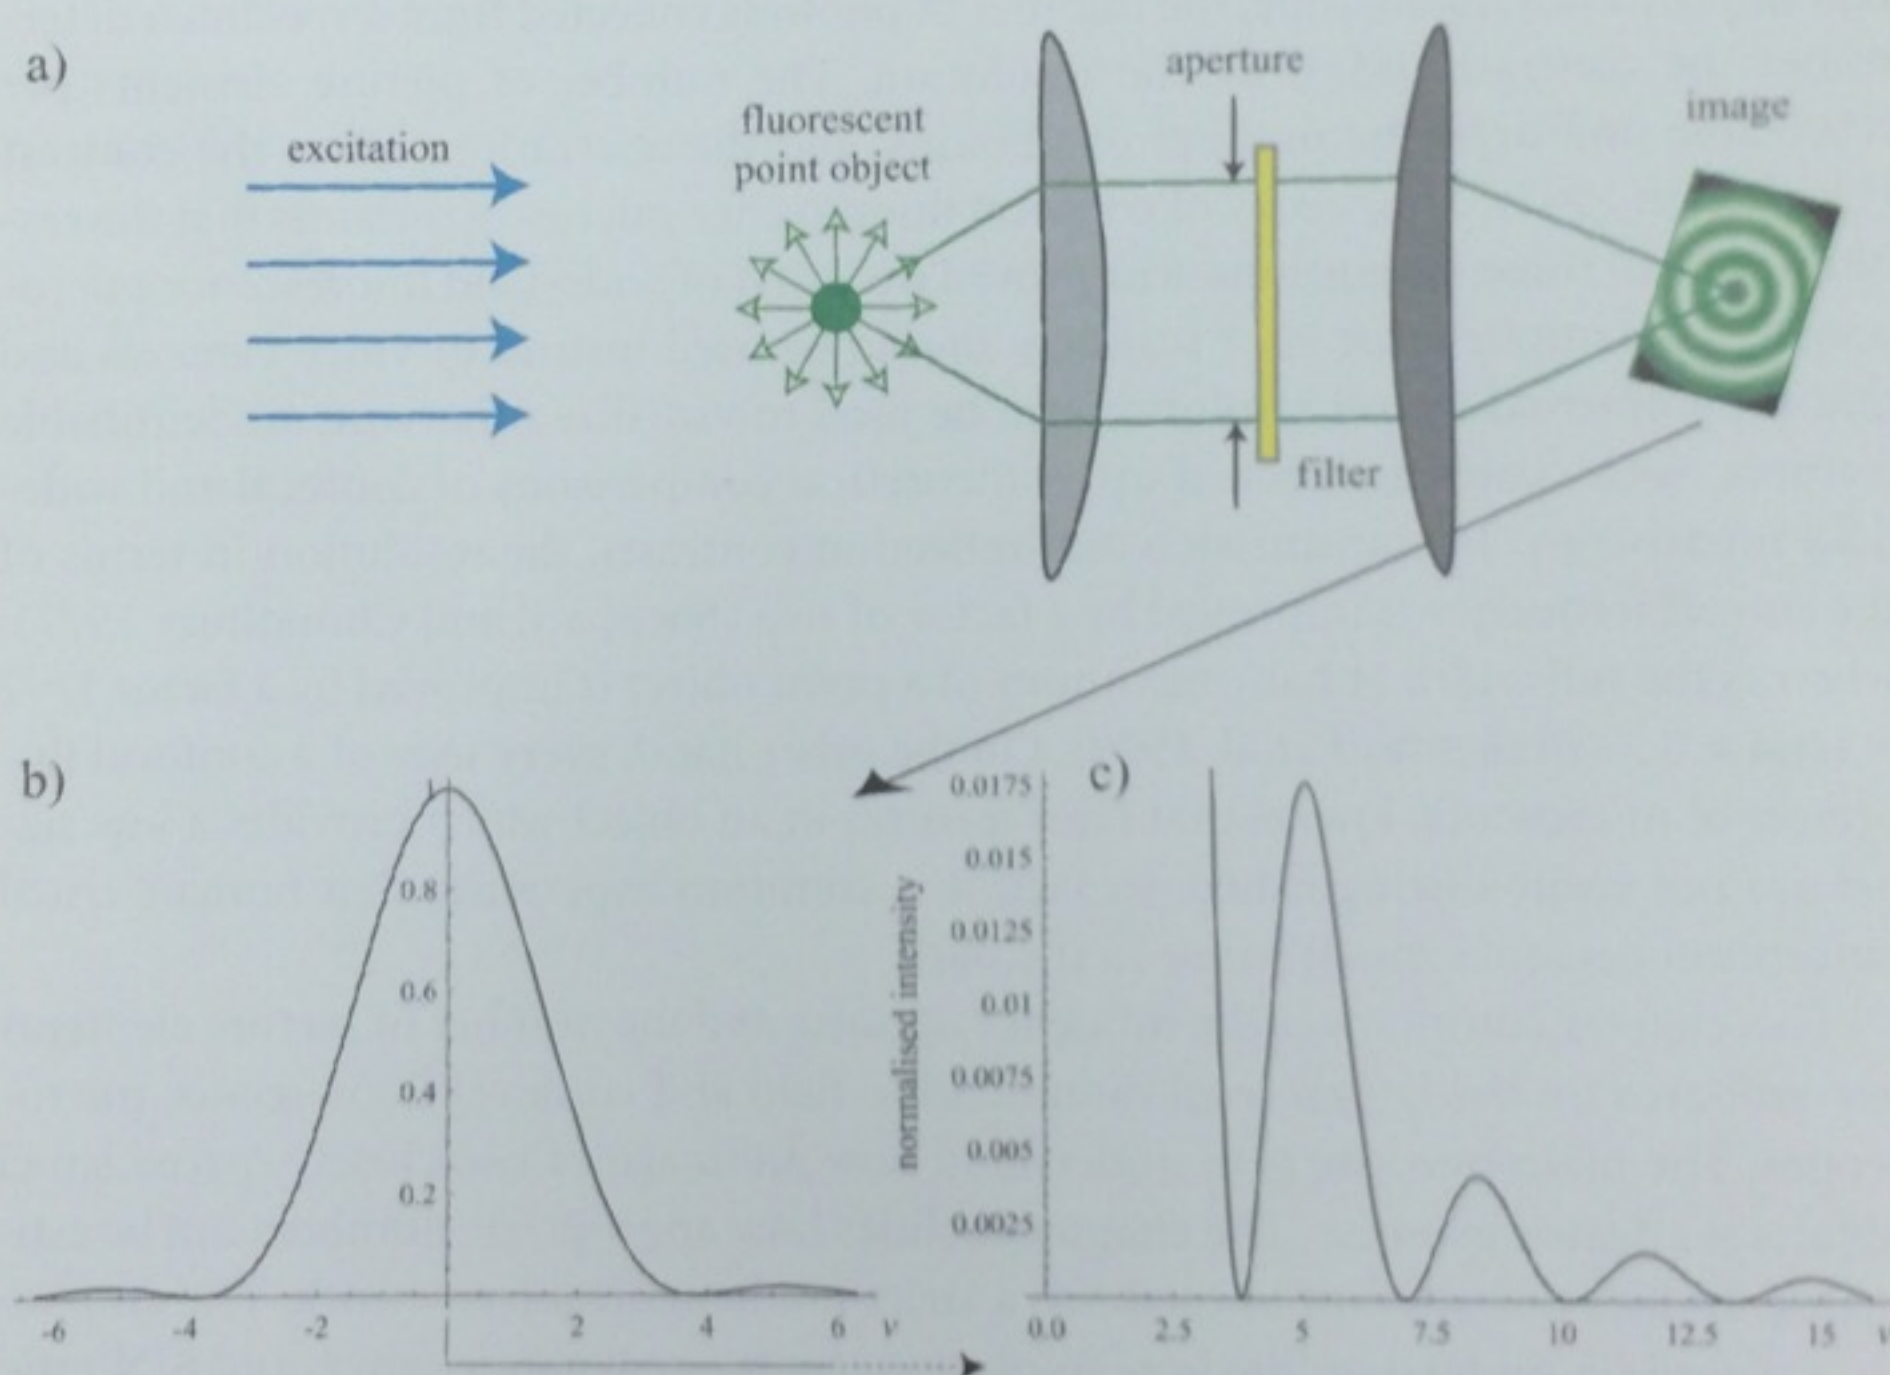 a)
excitation
fluorescent
point object
aperture
filter
image
b)
0.8
0.6
0.4
0.2
-6 -4 -2 2 4 6 ν
c)
normalised intensity
0.0175
0.015
0.0125
0.01
0.0075
0.005
0.0025
0.0 2.5 5 7.5 10 12.5 15 ν